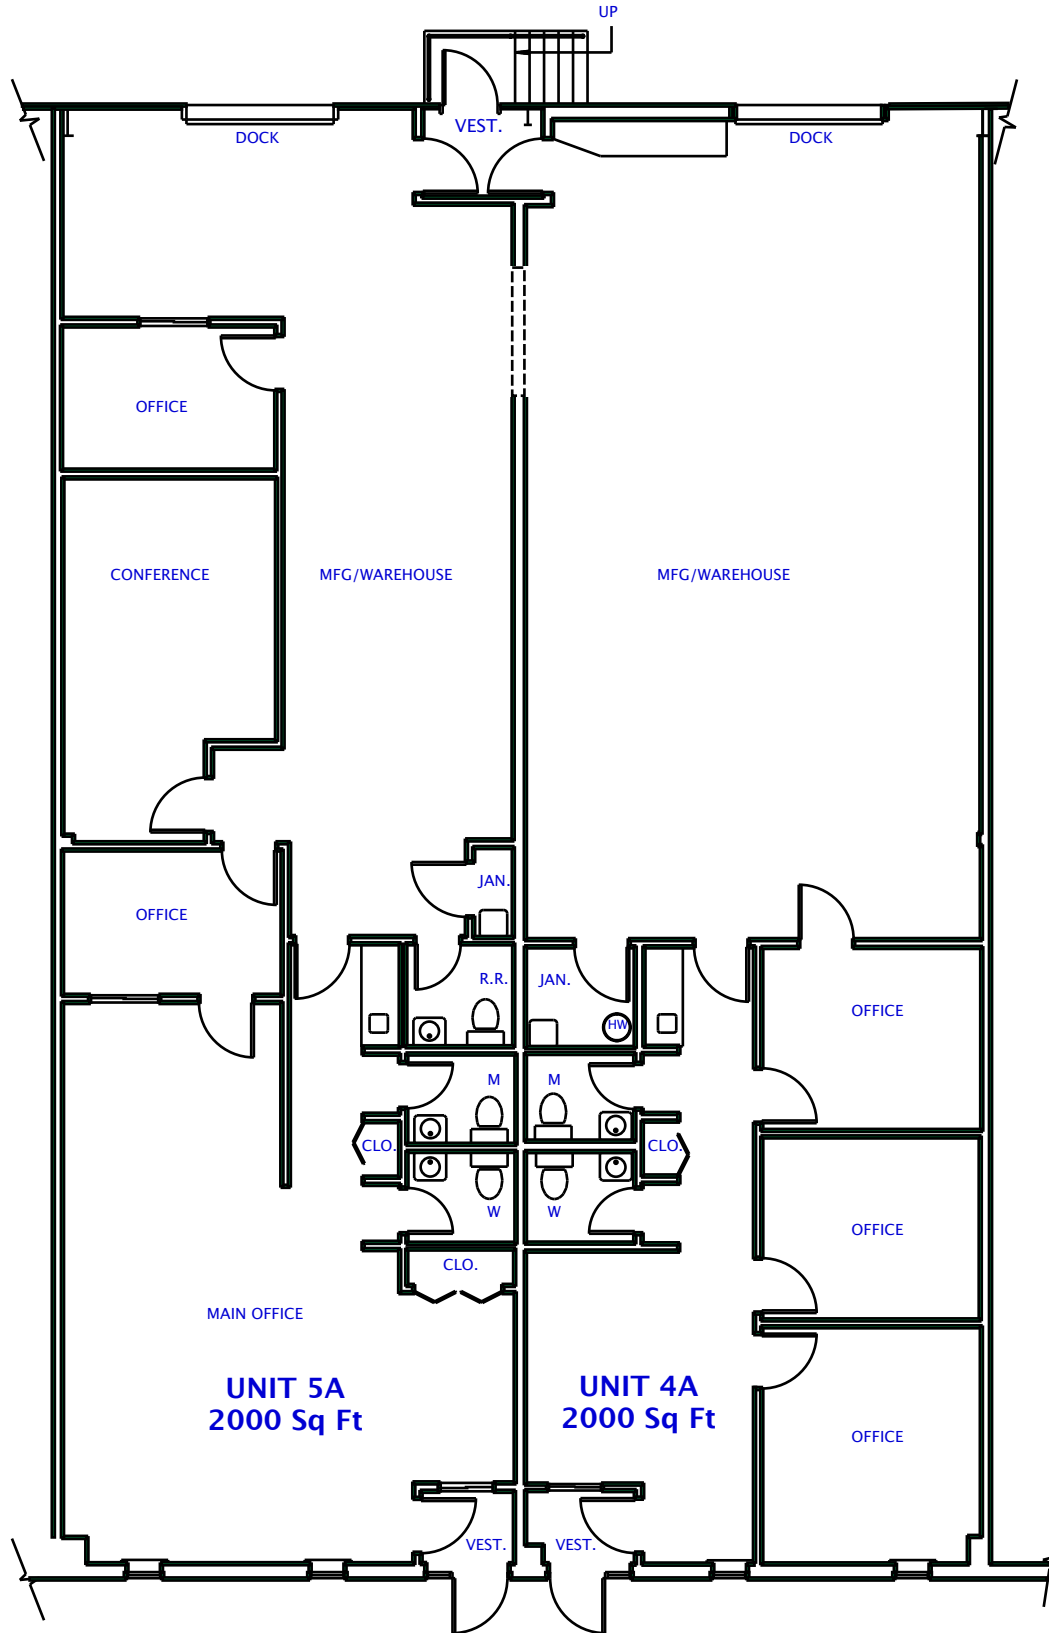 UP
VEST.
DOCK
DOCK
OFFICE
CONFERENCE
MFG/WAREHOUSE
MFG/WAREHOUSE
JAN.
OFFICE
R.R.
JAN.
HW
OFFICE
M
M
CLO.
CLO.
W
W
OFFICE
CLO.
MAIN OFFICE
UNIT 5A
2000 Sq Ft
UNIT 4A
2000 Sq Ft
OFFICE
VEST.
VEST.